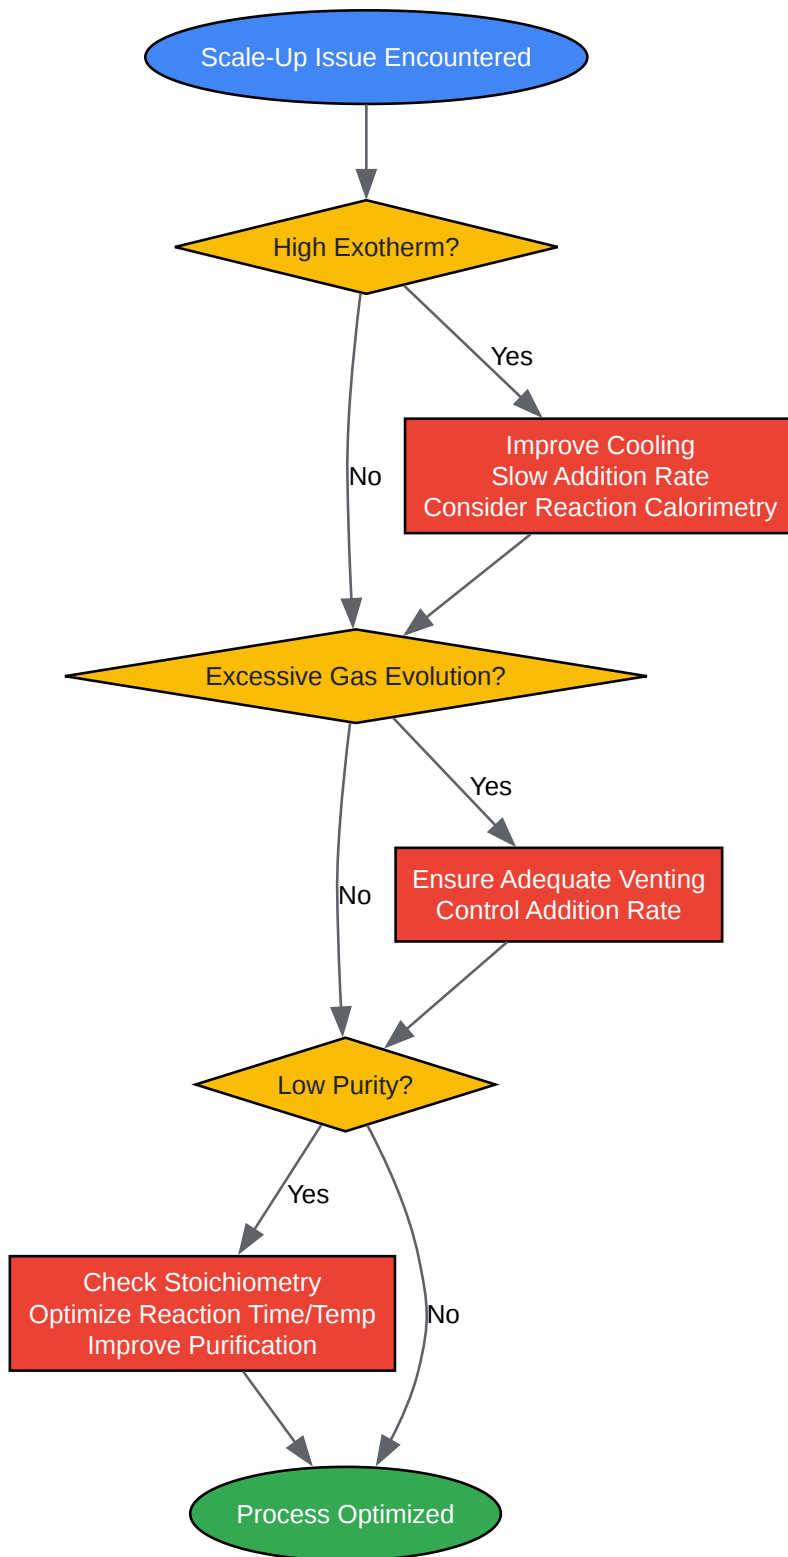 Scale-Up Issue Encountered
High Exotherm?
Yes
Improve Cooling
Slow Addition Rate
Consider Reaction Calorimetry
No
Excessive Gas Evolution?
Yes
Ensure Adequate Venting
Control Addition Rate
No
Low Purity?
Yes
Check Stoichiometry
Optimize Reaction Time/Temp
Improve Purification
No
Process Optimized